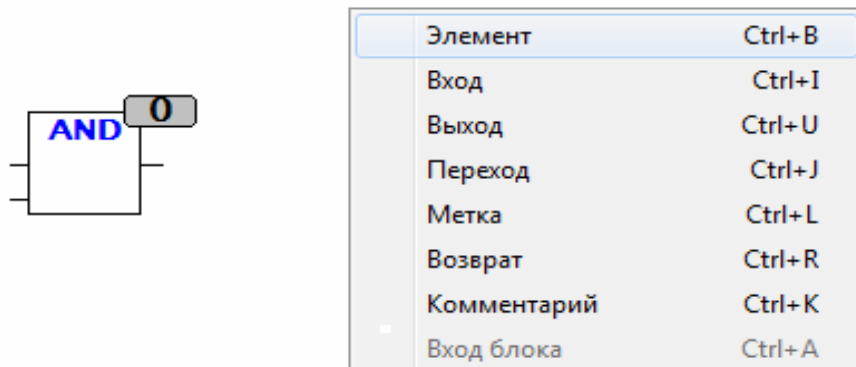 AND
0
Элемент Ctrl+B
Вход Ctrl+I
Выход Ctrl+U
Переход Ctrl+J
Метка Ctrl+L
Возврат Ctrl+R
Комментарий Ctrl+K
Вход блока Ctrl+A